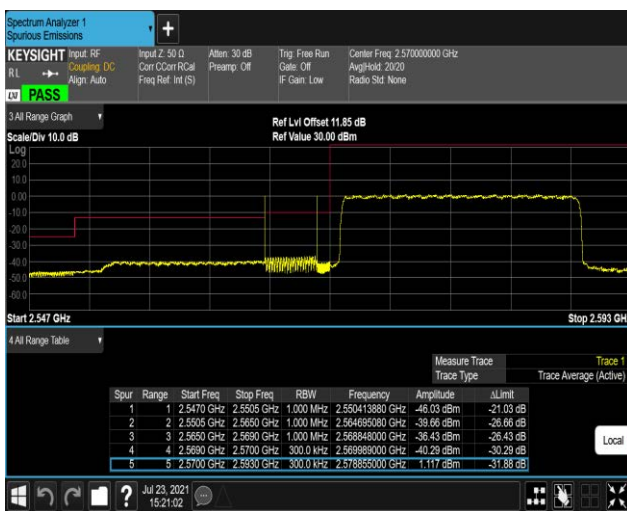 Spectrum Analyzer 1
Spurious Emissions
+
KEYSIGHT Input: RF Input Z: 50 Ω Atten: 30 dB Trig: Free Run Center Freq: 2.570000000 GHz
RL Coupling: DC Corr CCorr RCal Preamp: Off Gate: Off Avg|Hold: 20/20
Align: Auto Freq Ref: Int (S) IF Gain: Low Radio Std: None
LXI PASS
3 All Range Graph
Ref Lvl Offset 11.85 dB
Scale/Div 10.0 dB Ref Value 30.00 dBm
Log
20.0
10.0
0.00
-10.0
-20.0
-30.0
-40.0
-50.0
-60.0
Start 2.547 GHz Stop 2.593 GH
4 All Range Table
Measure Trace Trace 1
Trace Type Trace Average (Active)
Spur Range Start Freq Stop Freq RBW Frequency Amplitude ΔLimit
1 1 2.5470 GHz 2.5505 GHz 1.000 MHz 2.550413880 GHz -46.03 dBm -21.03 dB
2 2 2.5505 GHz 2.5650 GHz 1.000 MHz 2.564695080 GHz -39.66 dBm -26.66 dB
3 3 2.5650 GHz 2.5690 GHz 1.000 MHz 2.568848000 GHz -36.43 dBm -26.43 dB
4 4 2.5690 GHz 2.5700 GHz 300.0 kHz 2.569989000 GHz -40.29 dBm -30.29 dB
5 5 2.5700 GHz 2.5930 GHz 300.0 kHz 2.578855000 GHz 1.117 dBm -31.88 dB
Local
? Jul 23, 2021
15:21:02